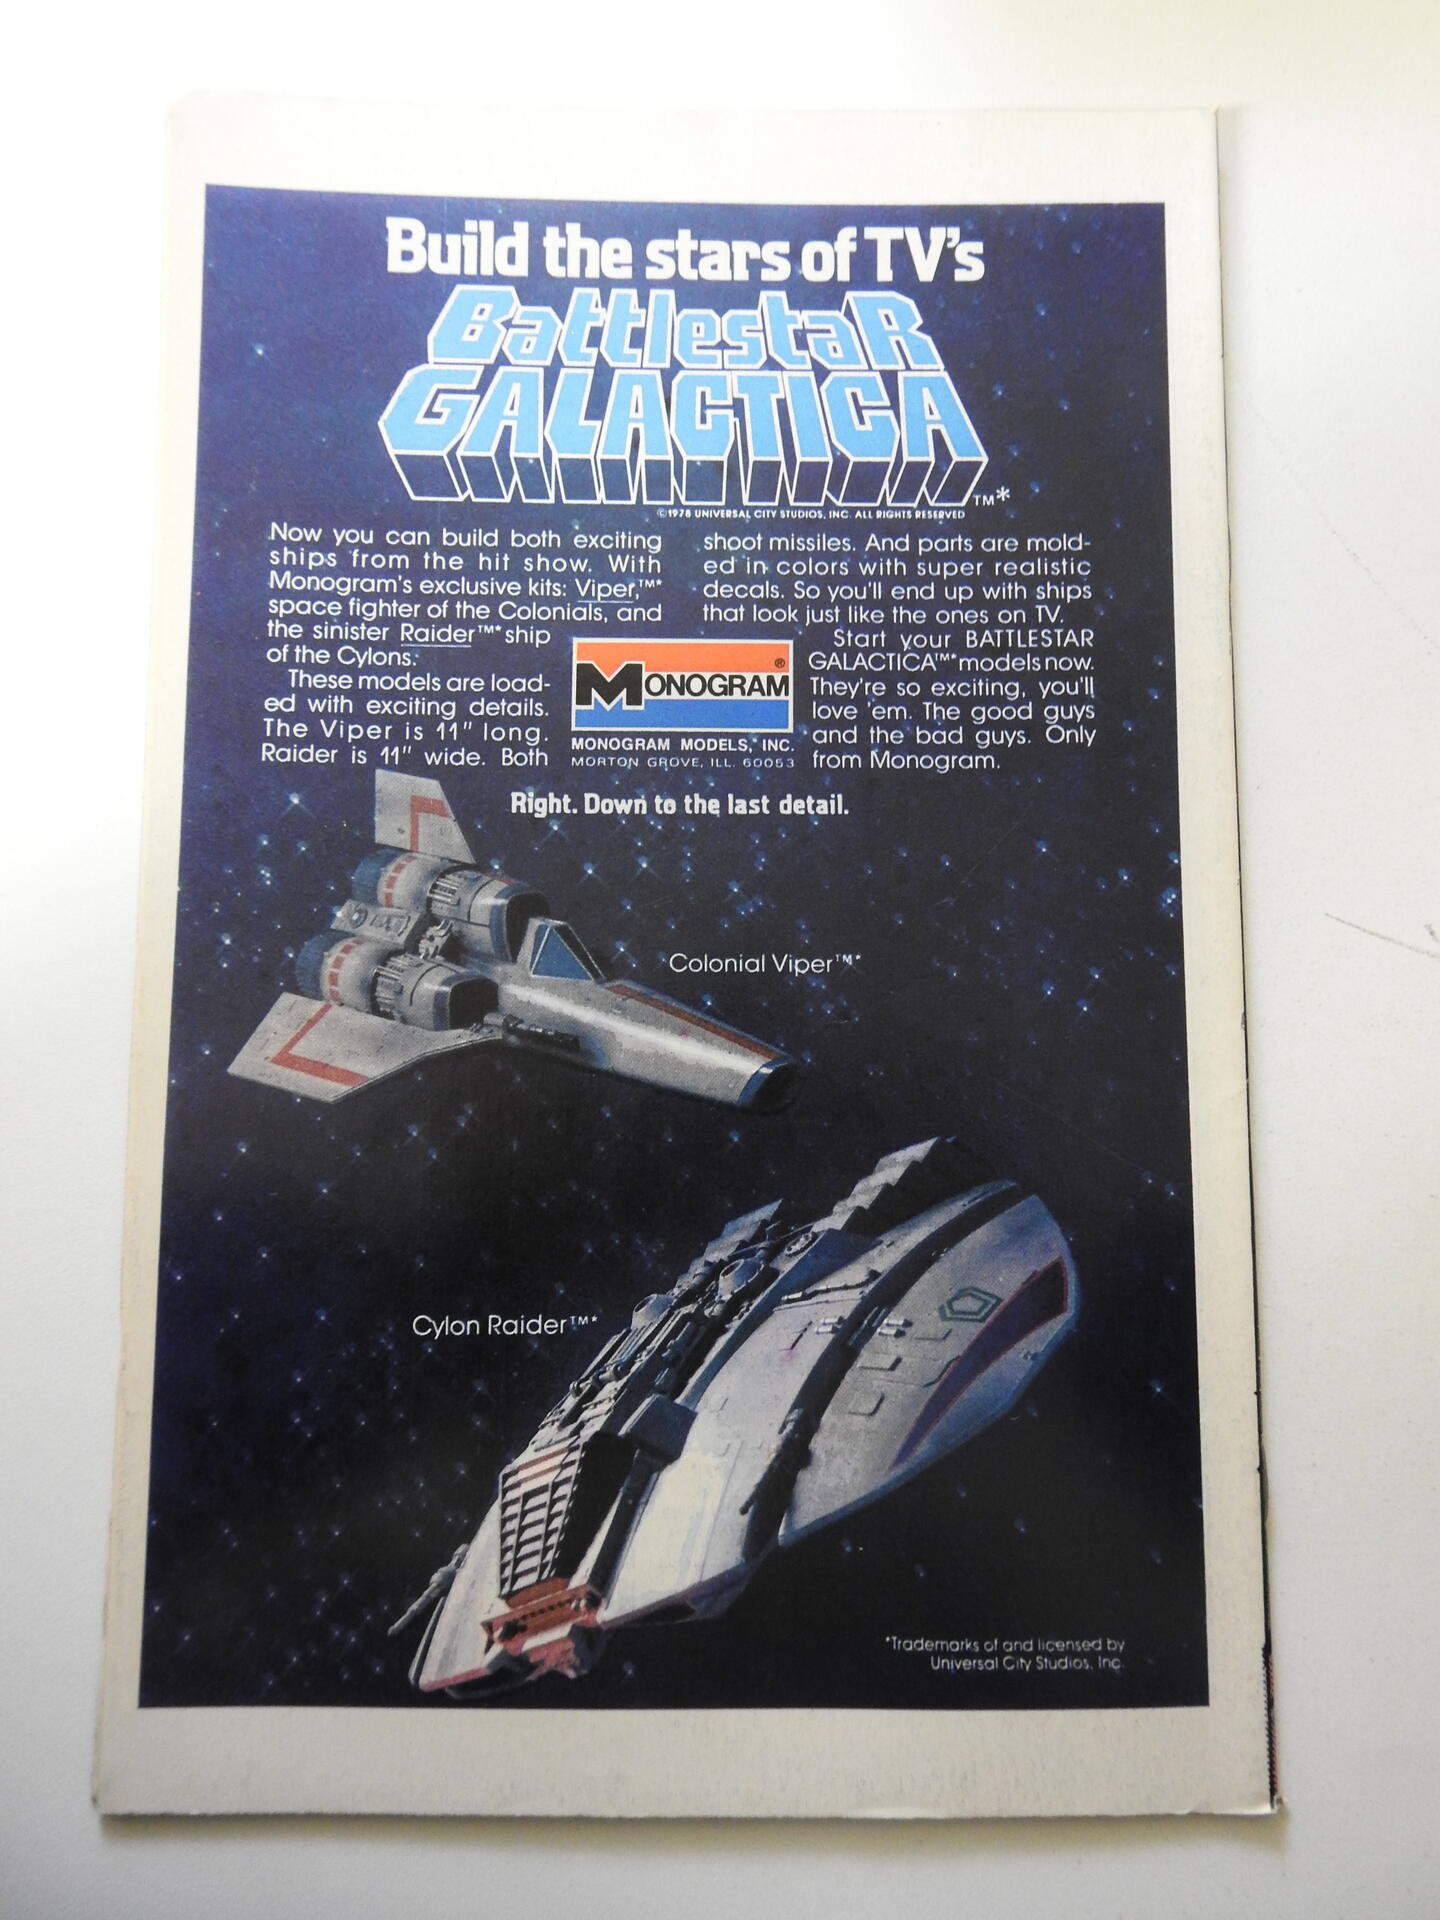 Build the stars of TV's
Battlestar
GALACTICA
TM*
©1978 UNIVERSAL CITY STUDIOS, INC. ALL RIGHTS RESERVED
Now you can build both exciting
ships from the hit show. With
Monogram's exclusive kits: Viper,™*
space fighter of the Colonials, and
the sinister Raider™* ship
of the Cylons.
These models are load-
ed with exciting details.
The Viper is 11" long.
Raider is 11" wide. Both
shoot missiles. And parts are mold-
ed in colors with super realistic
decals. So you'll end up with ships
that look just like the ones on TV.
Start your BATTLESTAR
GALACTICA™* models now.
They're so exciting, you'll
love 'em. The good guys
and the bad guys. Only
from Monogram.
MONOGRAM ®
MONOGRAM MODELS, INC.
MORTON GROVE, ILL. 60053
Right. Down to the last detail.
Colonial Viper™*
Cylon Raider™*
*Trademarks of and licensed by
Universal City Studios, Inc.